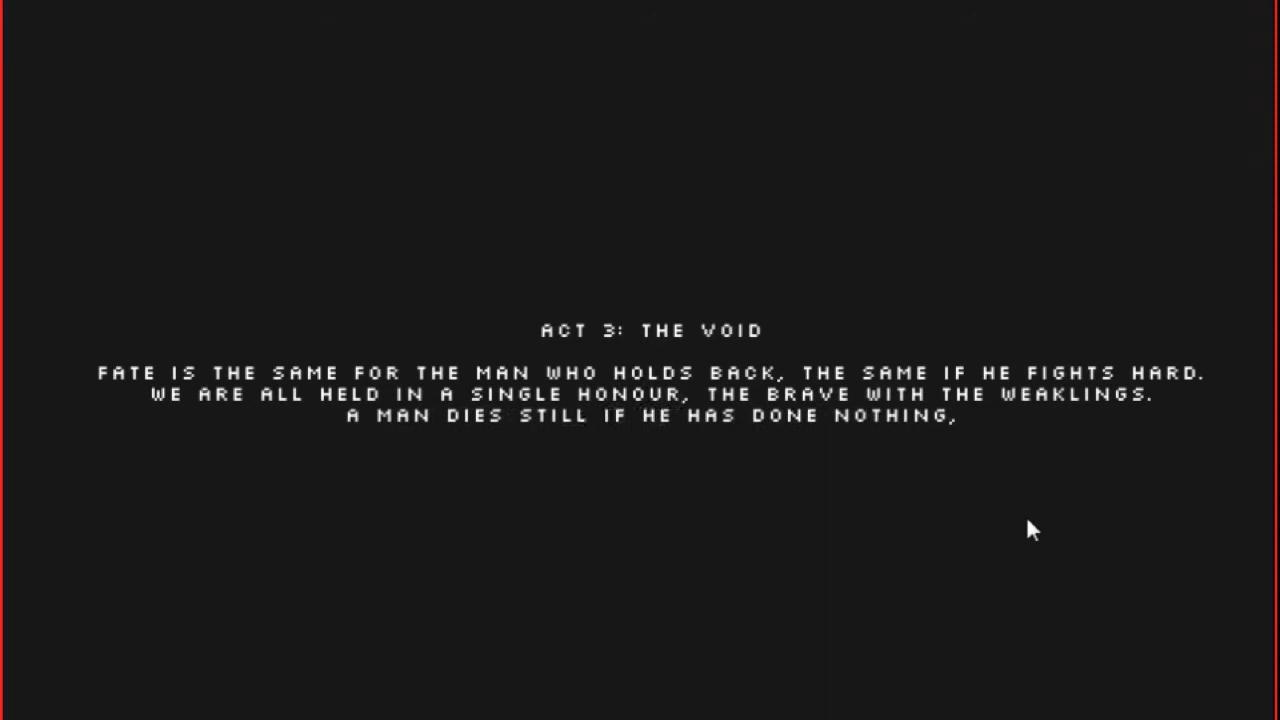 ACT 3: THE VOID
FATE IS THE SAME FOR THE MAN WHO HOLDS BACK, THE SAME IF HE FIGHTS HARD.
WE ARE ALL HELD IN A SINGLE HONOUR, THE BRAVE WITH THE WEAKLINGS.
A MAN DIES STILL IF HE HAS DONE NOTHING,